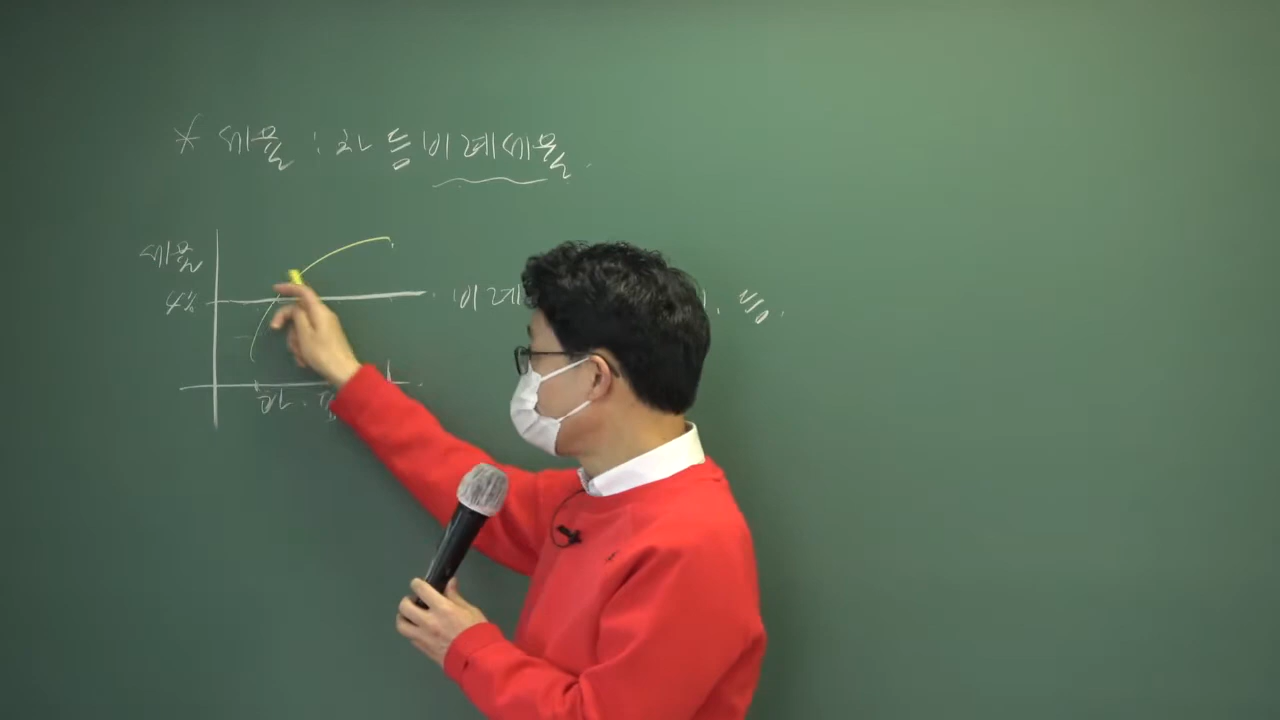 * 세율 : 차등비례세율.
세율
4% 비례 . 등.